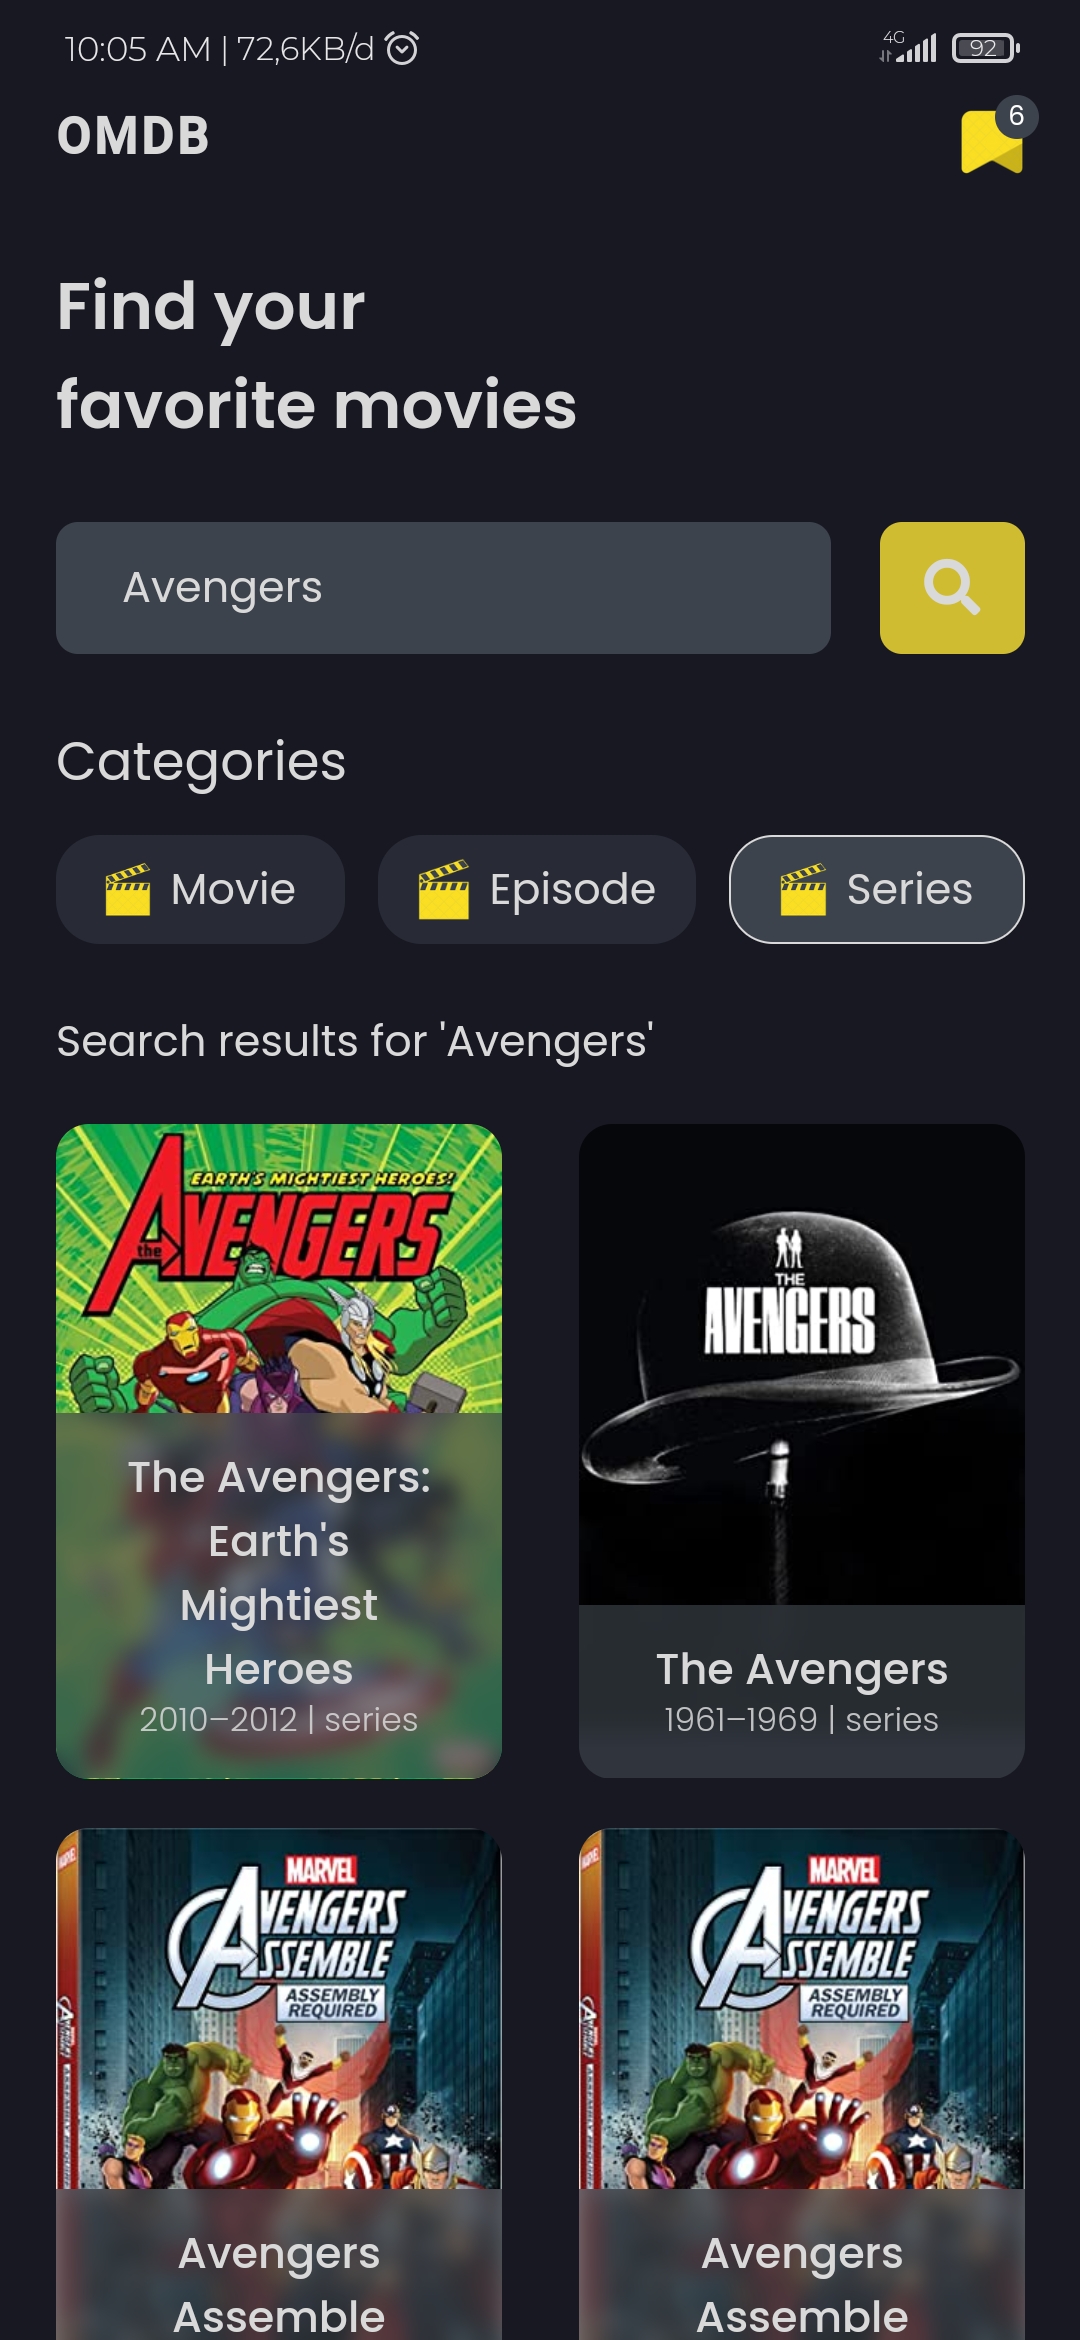 10:05 AM | 72,6KB/d
4G
92
OMDB
6
Find your
favorite movies
Avengers
Categories
Movie
Episode
Series
Search results for 'Avengers'
EARTH'S MIGHTIEST HEROES!
the AVENGERS
The Avengers:
Earth's
Mightiest
Heroes
2010–2012 | series
THE
AVENGERS
The Avengers
1961–1969 | series
MARVEL
AVENGERS
ASSEMBLE
ASSEMBLY
REQUIRED
Avengers
Assemble
MARVEL
AVENGERS
ASSEMBLE
ASSEMBLY
REQUIRED
Avengers
Assemble